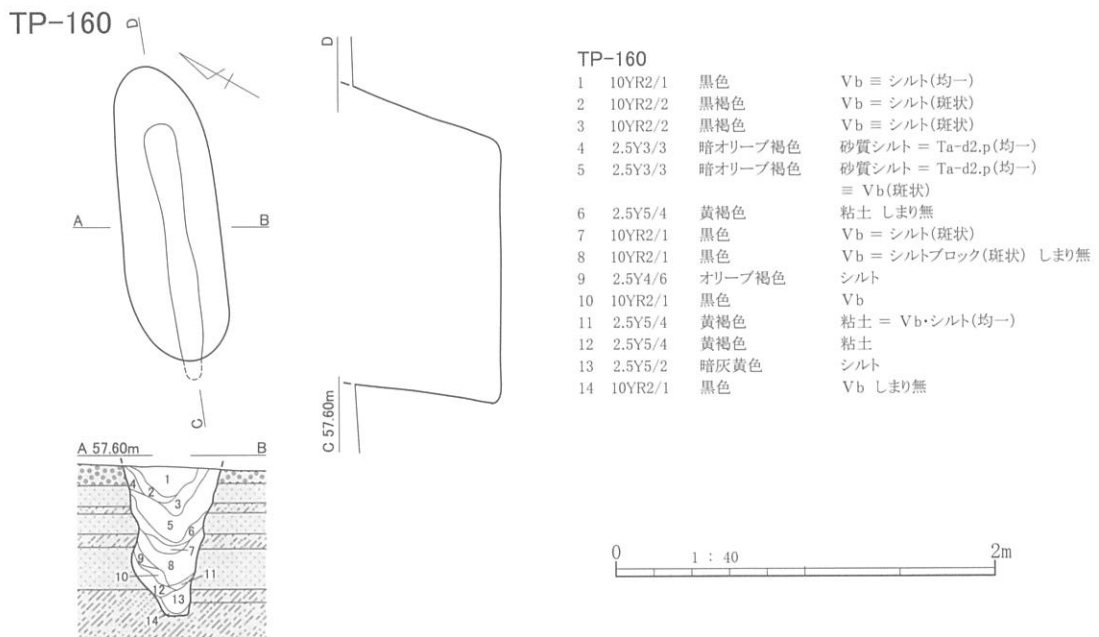 TP-160
D
A
B
C
D
C 57.60m
A 57.60m
B
1
2
3
4
5
6
7
8
9
10
11
12
13
14
TP-160
1 10YR2/1 黒色 Ⅴb ≡ シルト(均一)
2 10YR2/2 黒褐色 Ⅴb = シルト(斑状)
3 10YR2/2 黒褐色 Ⅴb ≡ シルト(斑状)
4 2.5Y3/3 暗オリーブ褐色 砂質シルト = Ta-d2.p(均一)
5 2.5Y3/3 暗オリーブ褐色 砂質シルト = Ta-d2.p(均一)
≡ Ⅴb(斑状)
6 2.5Y5/4 黄褐色 粘土 しまり無
7 10YR2/1 黒色 Ⅴb = シルト(斑状)
8 10YR2/1 黒色 Ⅴb = シルトブロック(斑状) しまり無
9 2.5Y4/6 オリーブ褐色 シルト
10 10YR2/1 黒色 Ⅴb
11 2.5Y5/4 黄褐色 粘土 = Ⅴb・シルト(均一)
12 2.5Y5/4 黄褐色 粘土
13 2.5Y5/2 暗灰黄色 シルト
14 10YR2/1 黒色 Ⅴb しまり無
0 1 : 40 2m